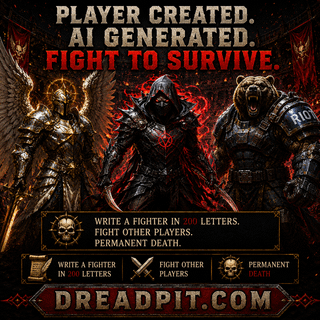 PLAYER CREATED.
AI GENERATED.
FIGHT TO SURVIVE.
RIOT
WRITE A FIGHTER IN 200 LETTERS.
FIGHT OTHER PLAYERS.
PERMANENT DEATH.
WRITE A FIGHTER
IN 200 LETTERS
FIGHT OTHER
PLAYERS
PERMANENT
DEATH
DREADPIT.COM